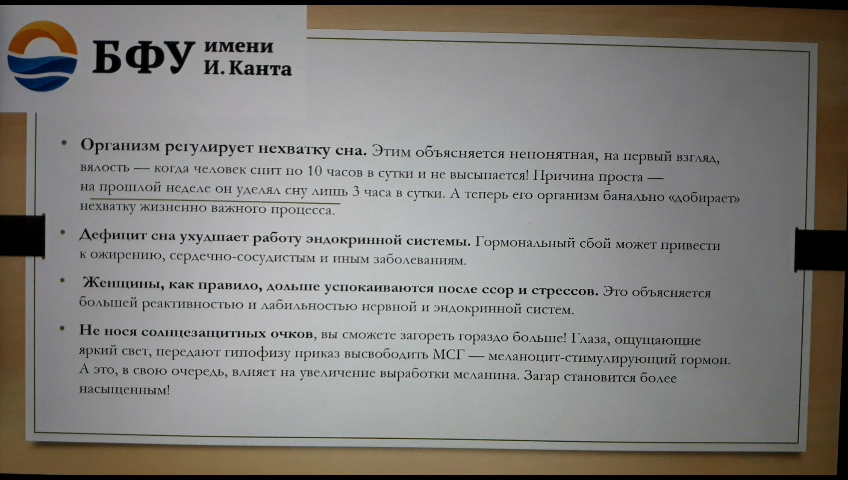 БФУ имени
И. Канта
• Организм регулирует нехватку сна. Этим объясняется непонятная, на первый взгляд,
вялость — когда человек спит по 10 часов в сутки и не высыпается! Причина проста —
на прошлой неделе он уделял сну лишь 3 часа в сутки. А теперь его организм банально «добирает»
нехватку жизненно важного процесса.
• Дефицит сна ухудшает работу эндокринной системы. Гормональный сбой может привести
к ожирению, сердечно-сосудистым и иным заболеваниям.
• Женщины, как правило, дольше успокаиваются после ссор и стрессов. Это объясняется
большей реактивностью и лабильностью нервной и эндокринной систем.
• Не нося солнцезащитных очков, вы сможете загореть гораздо больше! Глаза, ощущающие
яркий свет, передают гипофизу приказ высвободить МСГ — меланоцит-стимулирующий гормон.
А это, в свою очередь, влияет на увеличение выработки меланина. Загар становится более
насыщенным!